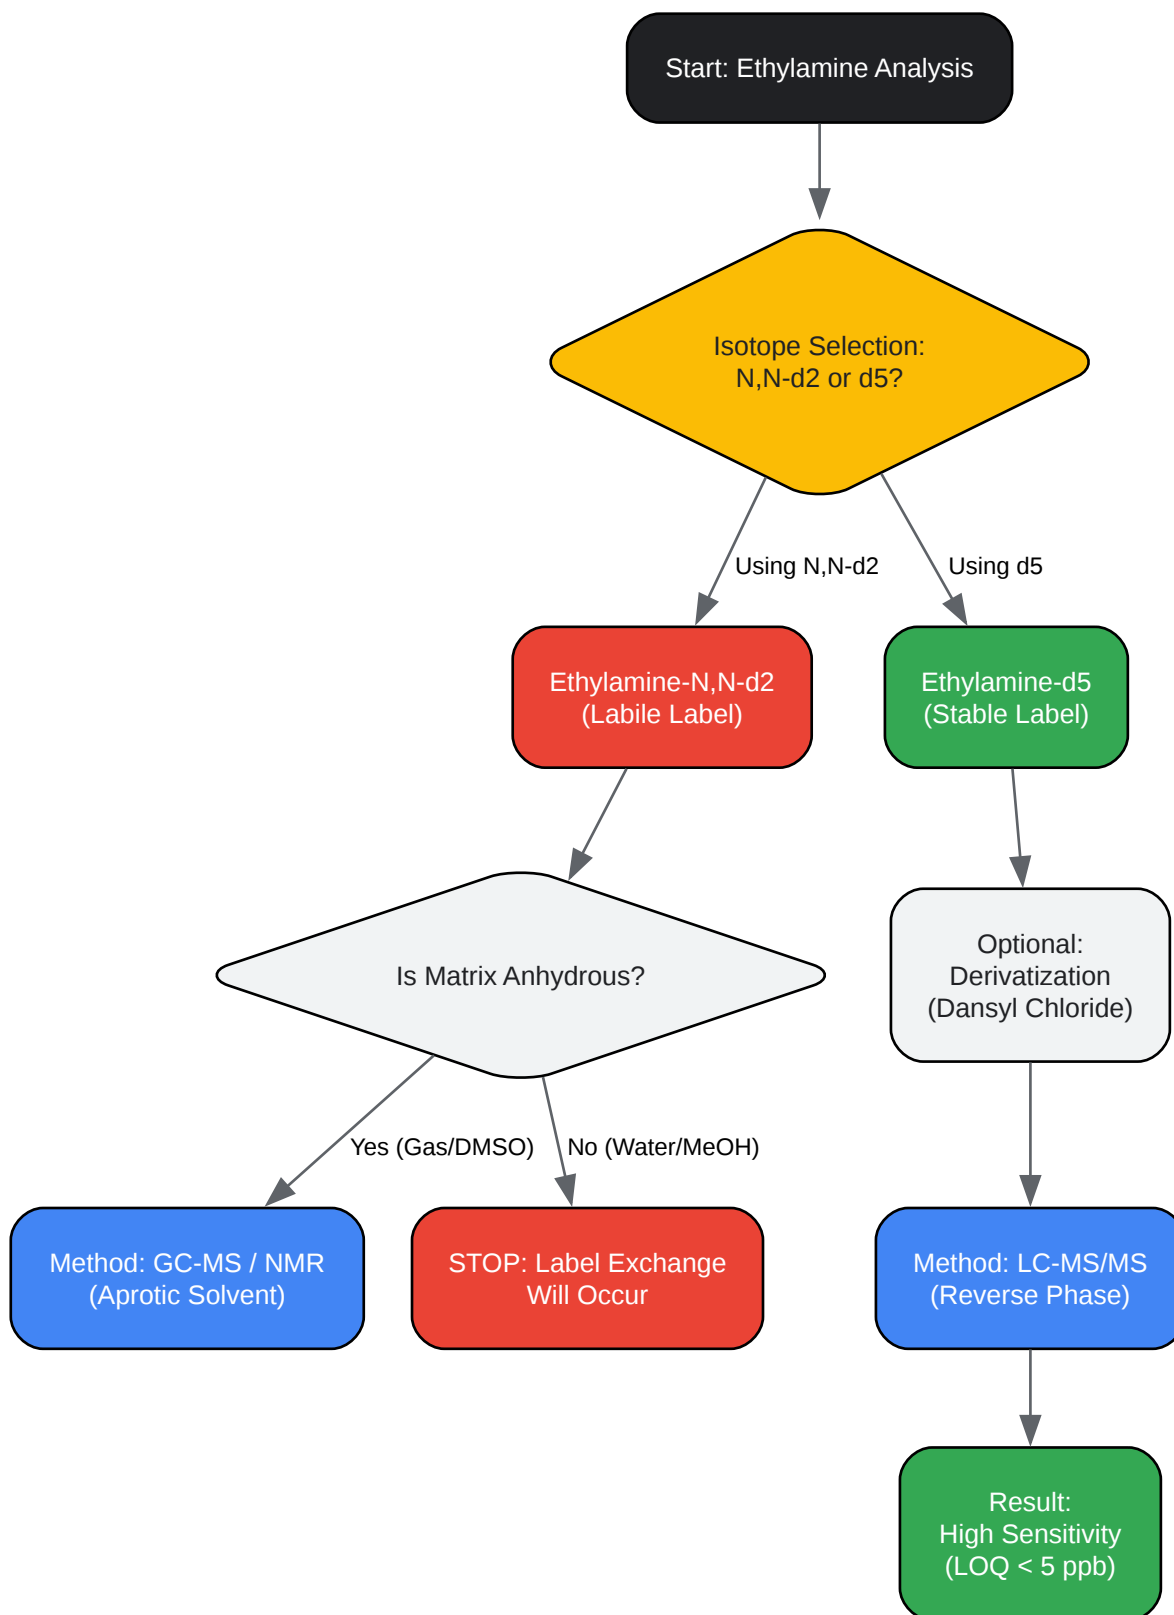 Start: Ethylamine Analysis
Isotope Selection:
N,N-d2 or d5?
Using N,N-d2
Using d5
Ethylamine-N,N-d2
(Labile Label)
Ethylamine-d5
(Stable Label)
Is Matrix Anhydrous?
Optional:
Derivatization
(Dansyl Chloride)
Yes (Gas/DMSO)
No (Water/MeOH)
Method: GC-MS / NMR
(Aprotic Solvent)
STOP: Label Exchange
Will Occur
Method: LC-MS/MS
(Reverse Phase)
Result:
High Sensitivity
(LOQ < 5 ppb)